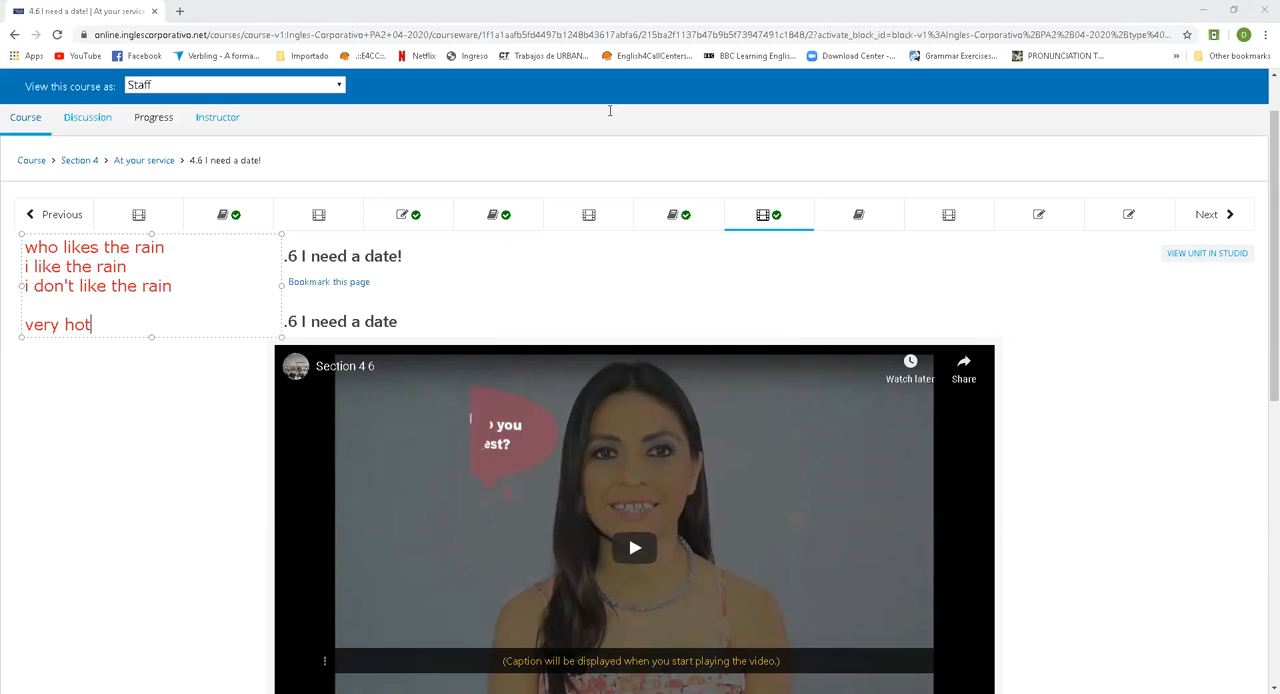 4.6 I need a date! | At your servic
online.inglescorporativo.net/courses/course-v1:Ingles-Corporativo+PA2+04-2020/courseware/1f1a1aafb5fd4497b1248b43617abfa6/215ba2f1137b47b9b5f73947491c1848/2?activate_block_id=block-v1%3AIngles-Corporativo%2BPA2%2B04-2020%2Btype%40...
D
Apps YouTube Facebook Verbling - A forma... Importado .::E4CC:. Netflix Ingreso CT Trabajos de URBAN... English4CallCenters... BBC Learning Englis... Download Center -... Grammar Exercises... PRONUNCIATION T... » Other bookmarks
View this course as: Staff
Course Discussion Progress Instructor
Course > Section 4 > At your service > 4.6 I need a date!
Previous Next
who likes the rain
i like the rain
i don't like the rain
very hot
.6 I need a date!
VIEW UNIT IN STUDIO
Bookmark this page
.6 I need a date
Section 4 6
Watch later Share
you
est?
(Caption will be displayed when you start playing the video.)